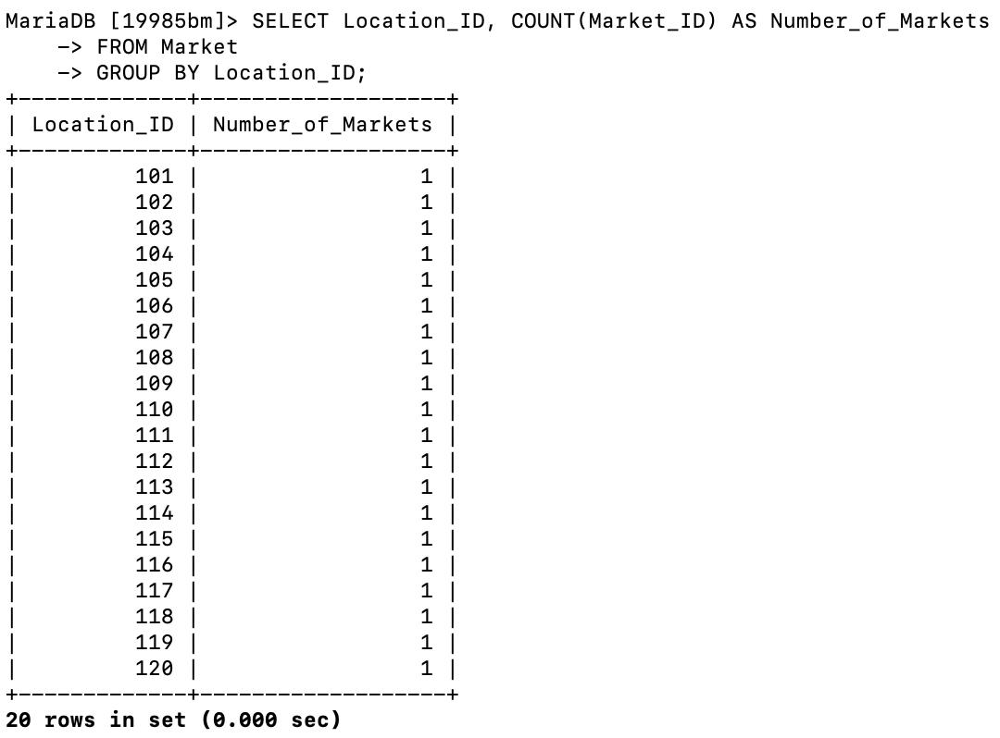 MariaDB [19985bm]> SELECT Location_ID, COUNT(Market_ID) AS Number_of_Markets
    -> FROM Market
    -> GROUP BY Location_ID;
+-------------+-------------------+
| Location_ID | Number_of_Markets |
+-------------+-------------------+
|         101 |                 1 |
|         102 |                 1 |
|         103 |                 1 |
|         104 |                 1 |
|         105 |                 1 |
|         106 |                 1 |
|         107 |                 1 |
|         108 |                 1 |
|         109 |                 1 |
|         110 |                 1 |
|         111 |                 1 |
|         112 |                 1 |
|         113 |                 1 |
|         114 |                 1 |
|         115 |                 1 |
|         116 |                 1 |
|         117 |                 1 |
|         118 |                 1 |
|         119 |                 1 |
|         120 |                 1 |
+-------------+-------------------+
20 rows in set (0.000 sec)